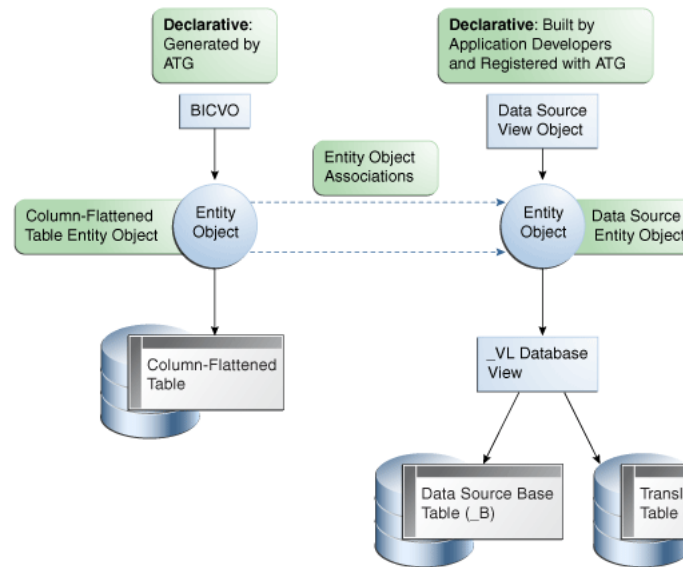 Declarative:
Generated by
ATG
Declarative: Built by
Application Developers
and Registered with ATG
BICVO
Data Source
View Object
Entity Object
Associations
Column-Flattened
Table Entity Object
Entity
Object
Entity
Object
Data Source
Entity Object
Column-Flattened
Table
_VL Database
View
Data Source Base
Table (_B)
Table